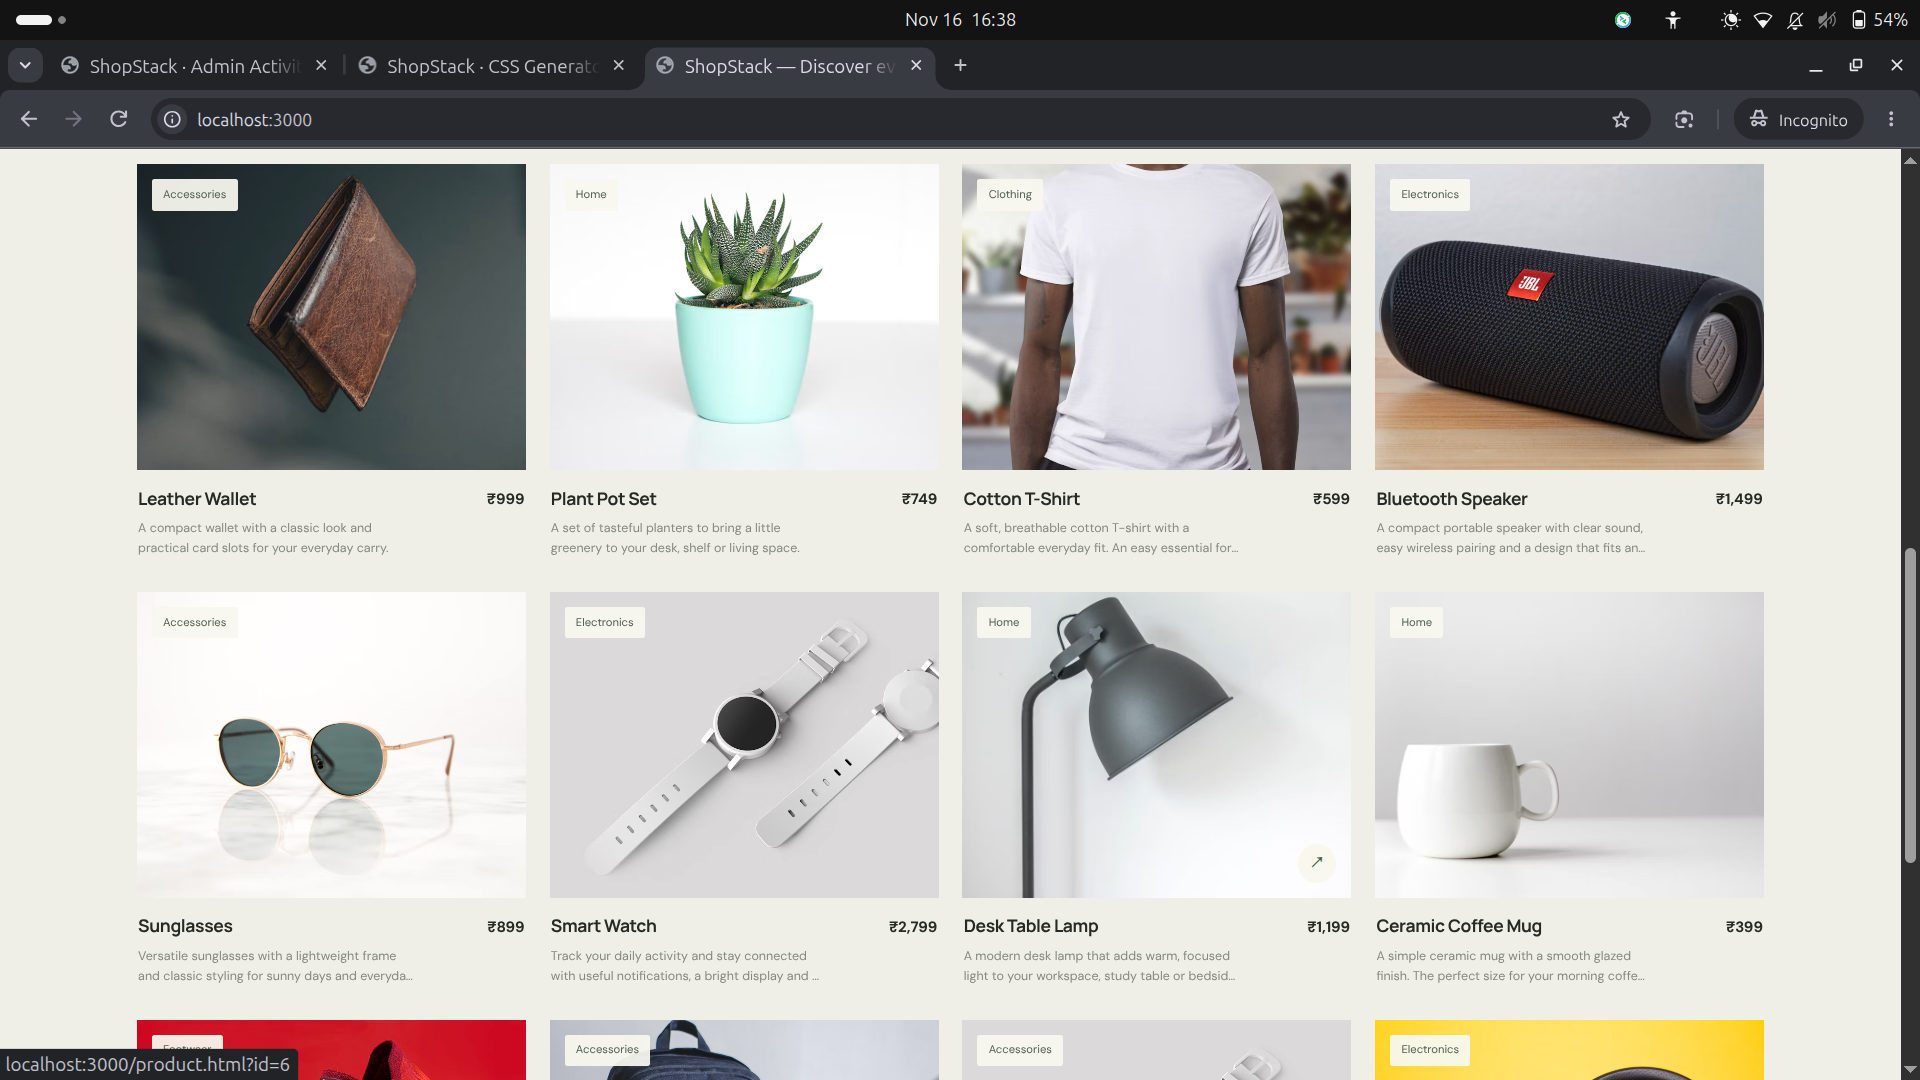 Nov 16 16:38
54%
ShopStack · Admin Activit
ShopStack · CSS Generato
ShopStack — Discover ev
localhost:3000
Incognito
Accessories
Home
Clothing
Electronics
JBL
JBL
Leather Wallet ₹999
A compact wallet with a classic look and
practical card slots for your everyday carry.
Plant Pot Set ₹749
A set of tasteful planters to bring a little
greenery to your desk, shelf or living space.
Cotton T-Shirt ₹599
A soft, breathable cotton T-shirt with a
comfortable everyday fit. An easy essential for…
Bluetooth Speaker ₹1,499
A compact portable speaker with clear sound,
easy wireless pairing and a design that fits an…
Accessories
Electronics
Home
Home
Sunglasses ₹899
Versatile sunglasses with a lightweight frame
and classic styling for sunny days and everyda…
Smart Watch ₹2,799
Track your daily activity and stay connected
with useful notifications, a bright display and …
Desk Table Lamp ₹1,199
A modern desk lamp that adds warm, focused
light to your workspace, study table or bedsid…
Ceramic Coffee Mug ₹399
A simple ceramic mug with a smooth glazed
finish. The perfect size for your morning coffe…
Footwear
Accessories
Accessories
Electronics
localhost:3000/product.html?id=6